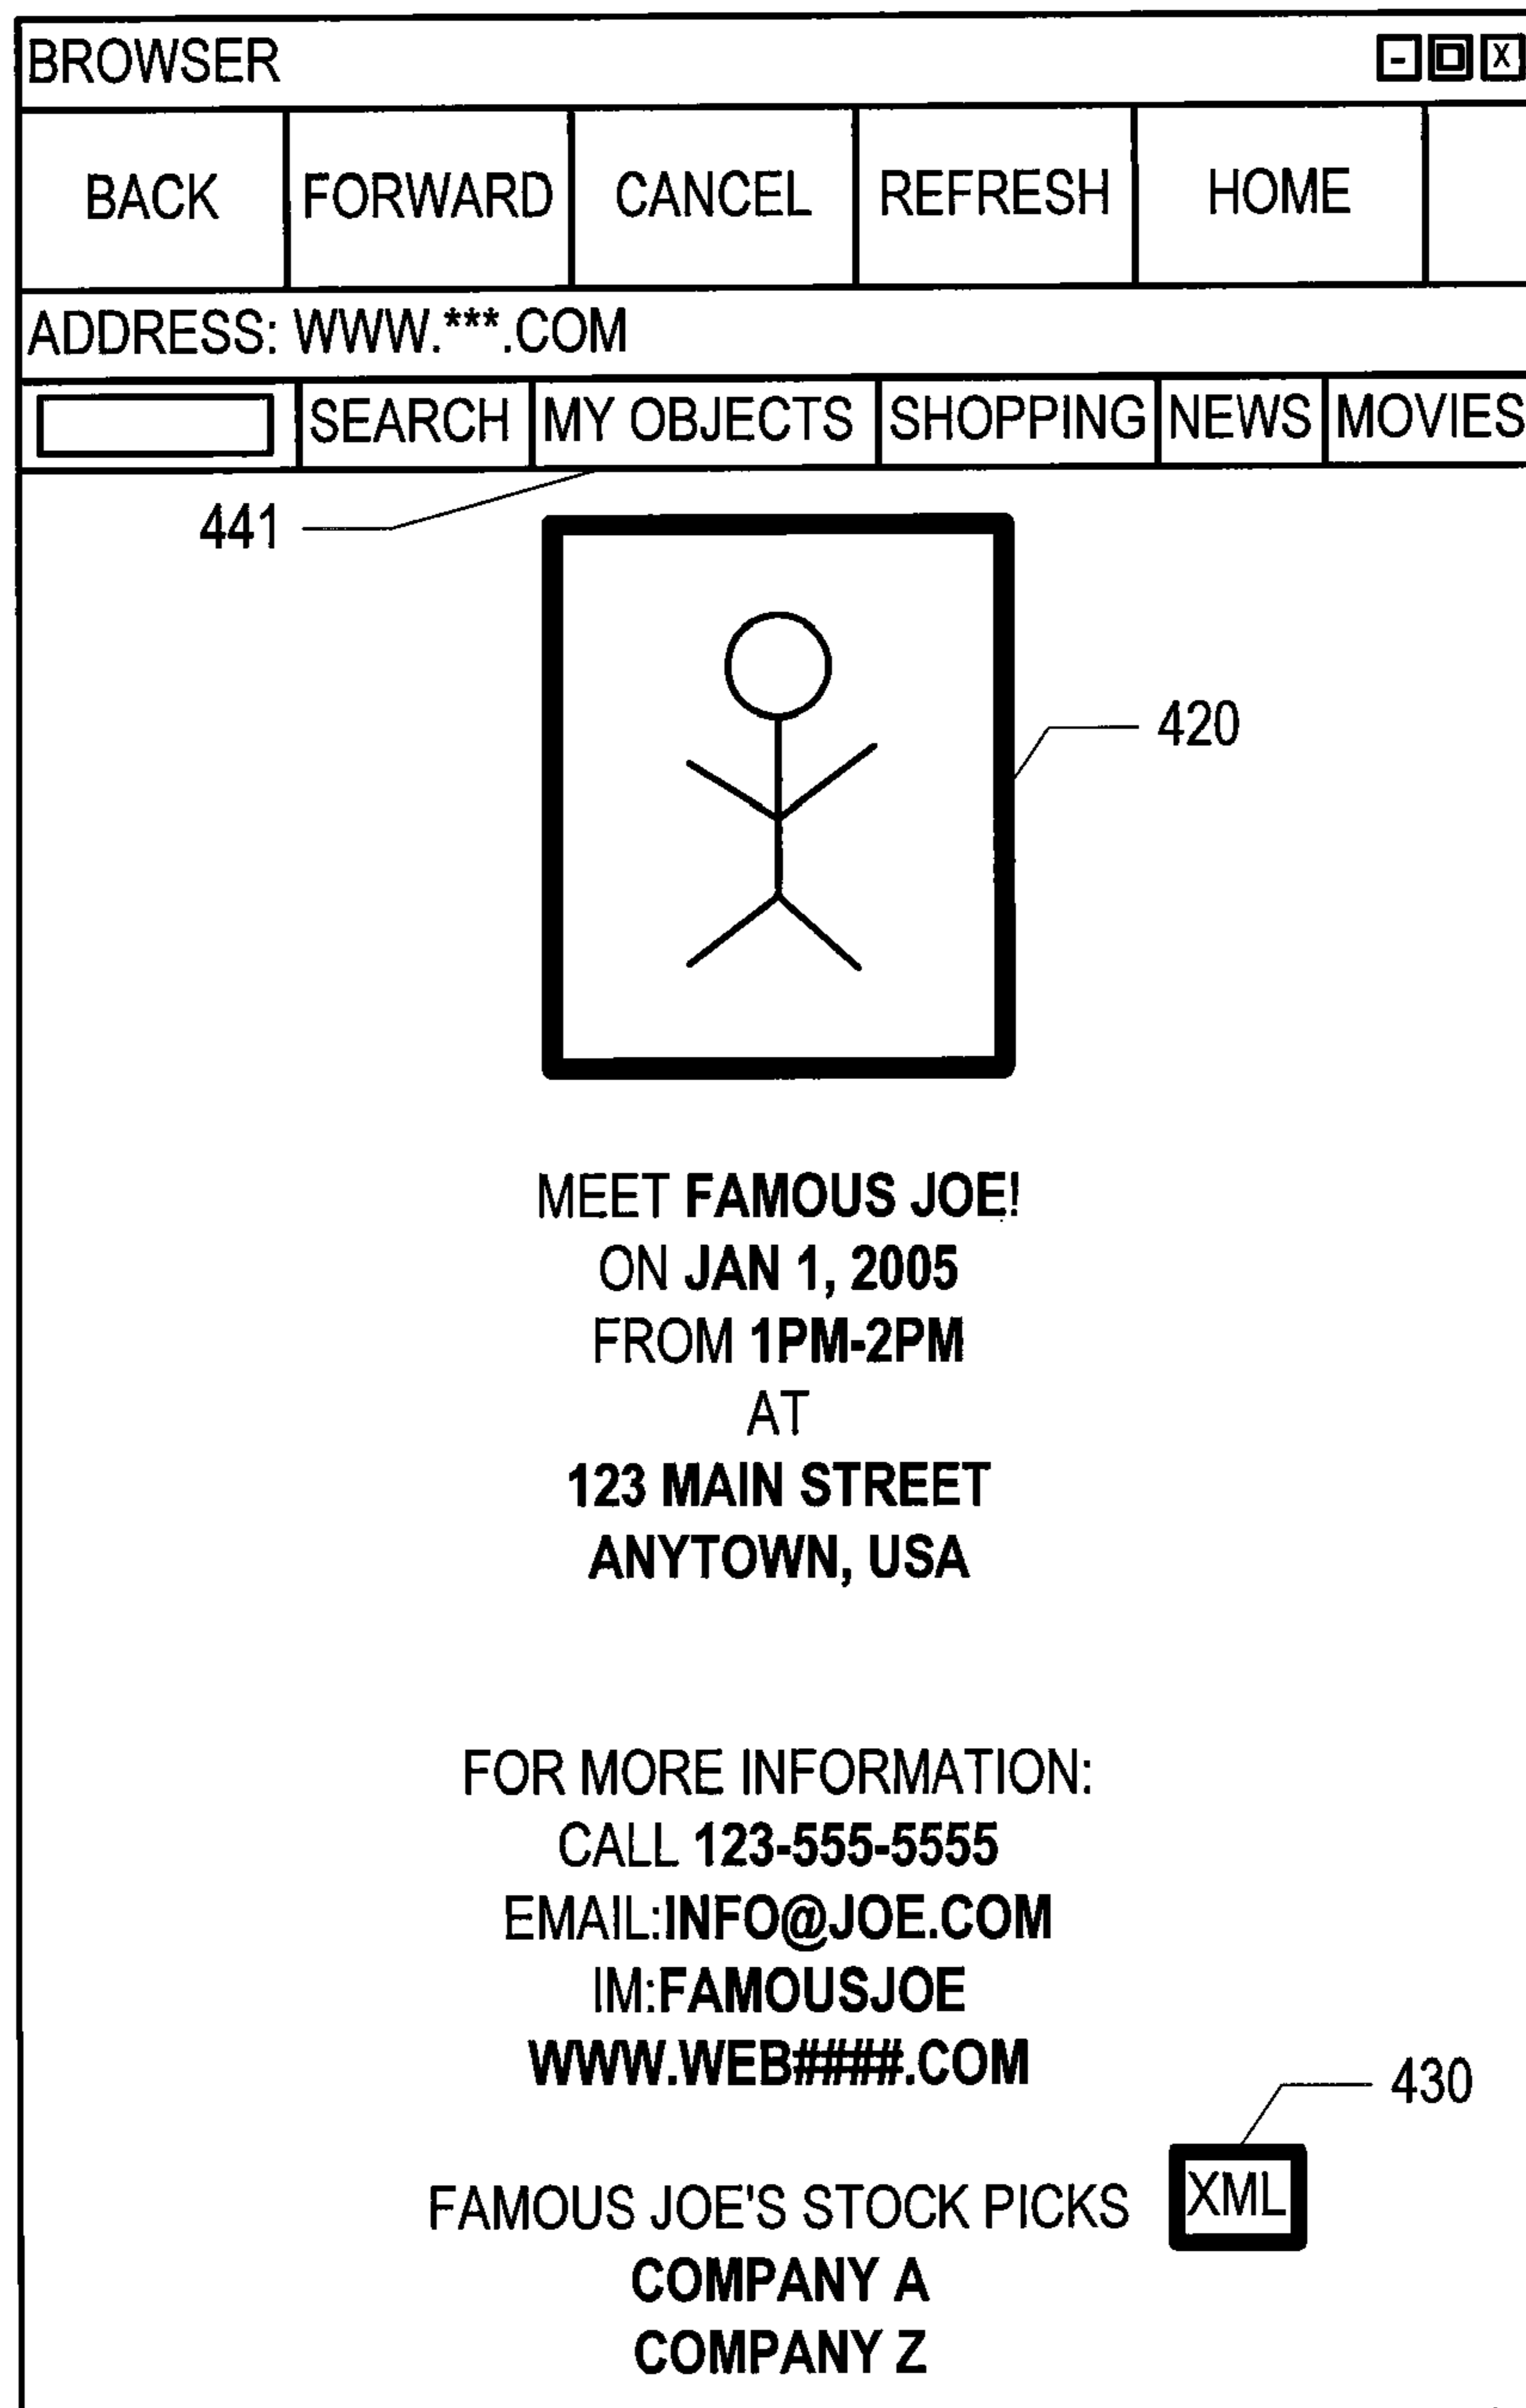 BROWSER - X
BACK FORWARD CANCEL REFRESH HOME
ADDRESS: WWW.***.COM
SEARCH MY OBJECTS SHOPPING NEWS MOVIES
441
420
MEET FAMOUS JOE!
ON JAN 1, 2005
FROM 1PM-2PM
AT
123 MAIN STREET
ANYTOWN, USA
FOR MORE INFORMATION:
CALL 123-555-5555
EMAIL:INFO@JOE.COM
IM:FAMOUSJOE
WWW.WEB####.COM
430
FAMOUS JOE'S STOCK PICKS XML
COMPANY A
COMPANY Z